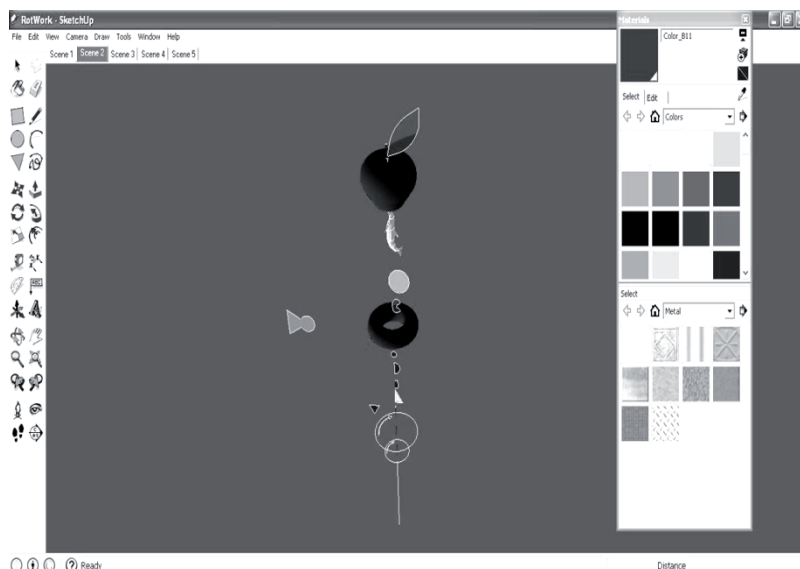 RotWork - SketchUp
File Edit View Camera Draw Tools Window Help
Scene 1 Scene 2 Scene 3 Scene 4 Scene 5
Materials
Color_B11
Select Edit
Colors
Select
Metal
ABC
Ready
Distance